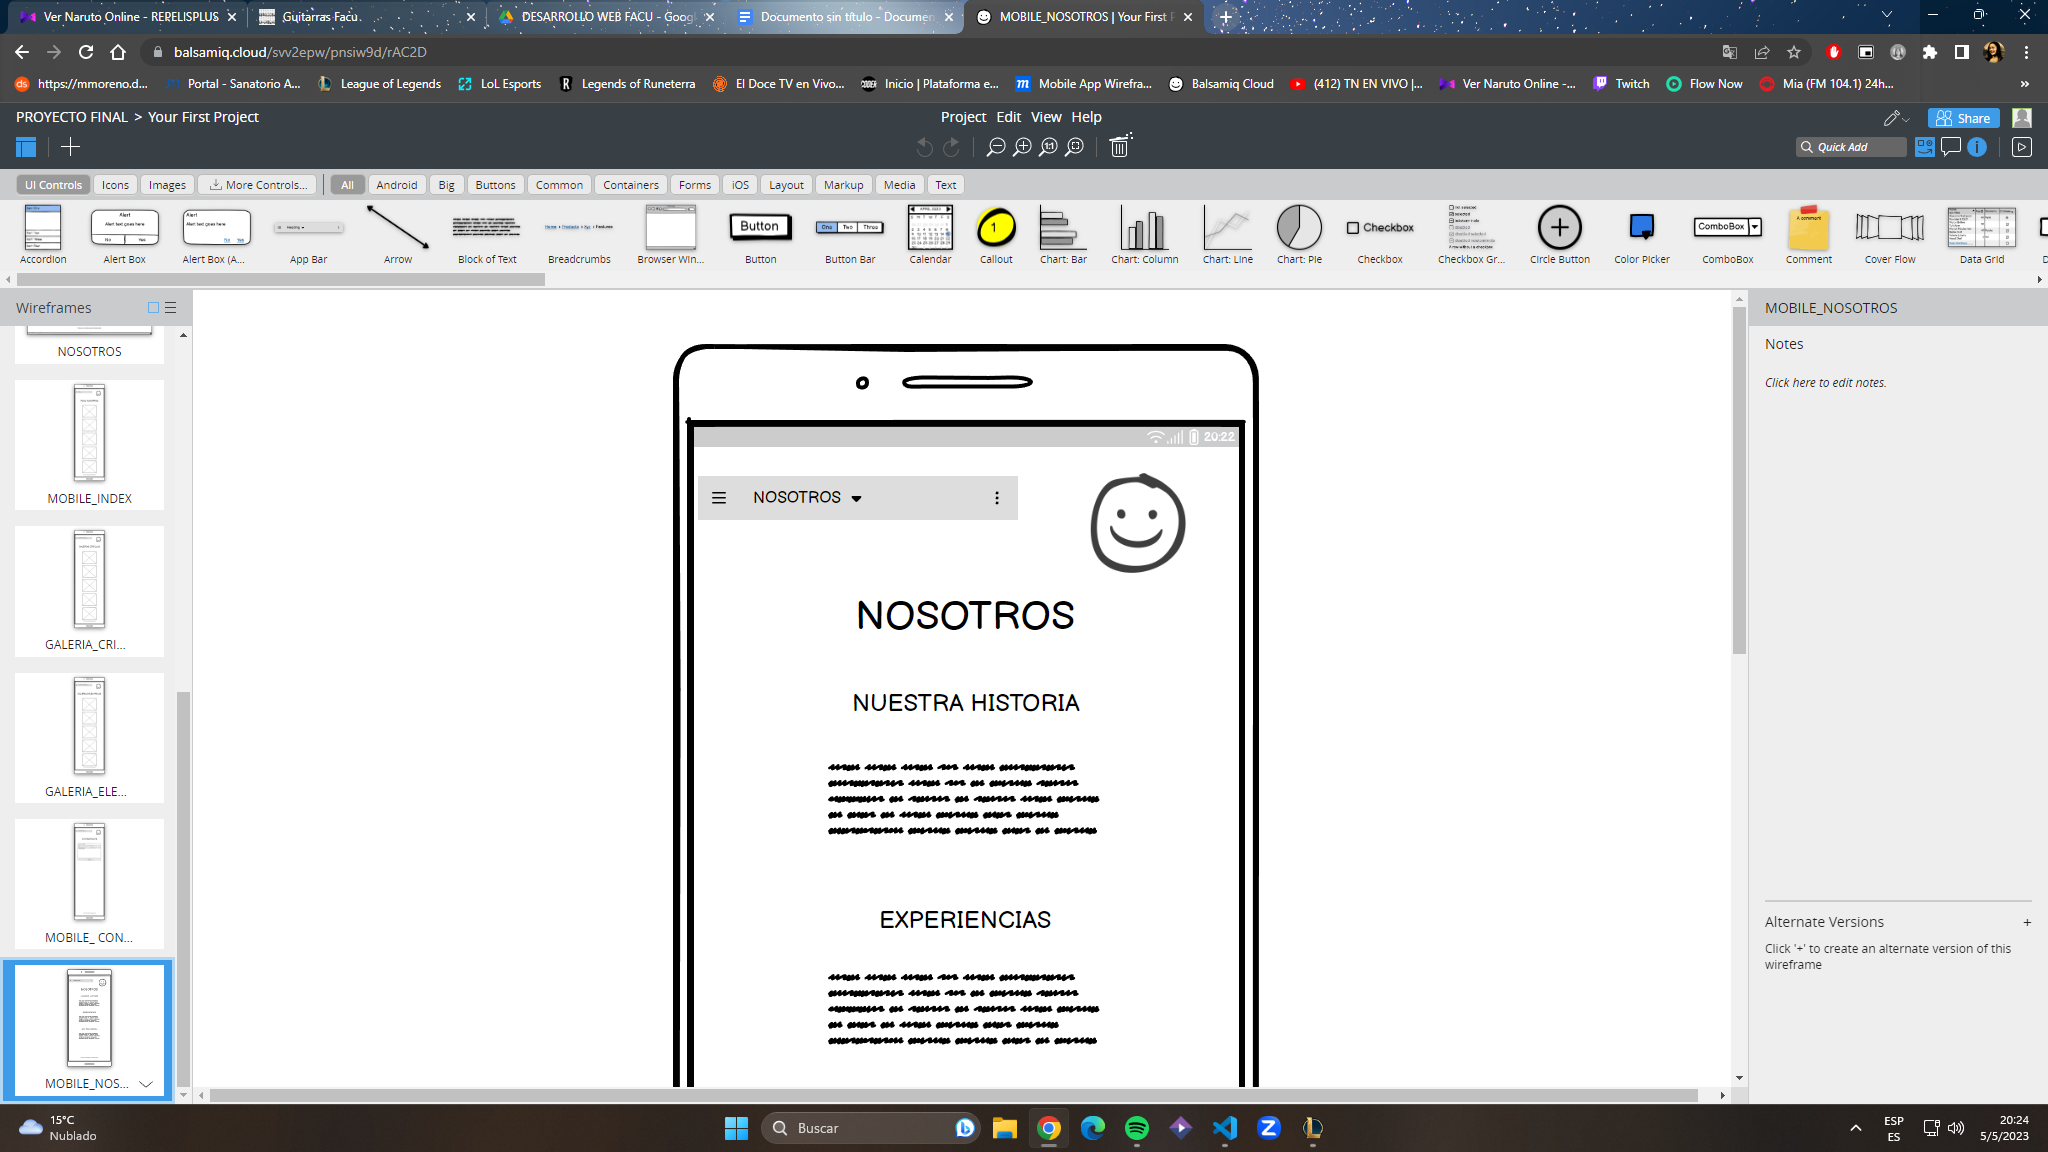 Ver Naruto Online - REPELISPLUS
Guitarras Facu
DESARROLLO WEB FACU - Goog
Documento sin título - Documen
MOBILE_NOSOTROS | Your First P
balsamiq.cloud/svv2epw/pnsiw9d/rAC2D
https://mmoreno.d...
Portal - Sanatorio A...
League of Legends
LoL Esports
Legends of Runeterra
El Doce TV en Vivo...
Inicio | Plataforma e...
Mobile App Wirefra...
Balsamiq Cloud
(412) TN EN VIVO |...
Ver Naruto Online -...
Twitch
Flow Now
Mia (FM 104.1) 24h...
»
PROYECTO FINAL > Your First Project
Project Edit View Help
Share
Quick Add
UI Controls
Icons
Images
More Controls...
All
Android
Big
Buttons
Common
Containers
Forms
iOS
Layout
Markup
Media
Text
Accordion
Alert Box
Alert Box (A...
App Bar
Arrow
Block of Text
Breadcrumbs
Browser Win...
Button
Button
Button Bar
Calendar
Callout
Chart: Bar
Chart: Column
Chart: Line
Chart: Pie
Checkbox
Checkbox
Checkbox Gr...
Circle Button
Color Picker
ComboBox
ComboBox
Comment
Cover Flow
Data Grid
Wireframes
NOSOTROS
MOBILE_INDEX
GALERIA_CRI...
GALERIA_ELE...
MOBILE_ CON...
MOBILE_NOS...
20:22
NOSOTROS
NOSOTROS
NUESTRA HISTORIA
EXPERIENCIAS
MOBILE_NOSOTROS
Notes
Click here to edit notes.
Alternate Versions +
Click '+' to create an alternate version of this
wireframe
15°C
Nublado
Buscar
ESP
ES
20:24
5/5/2023